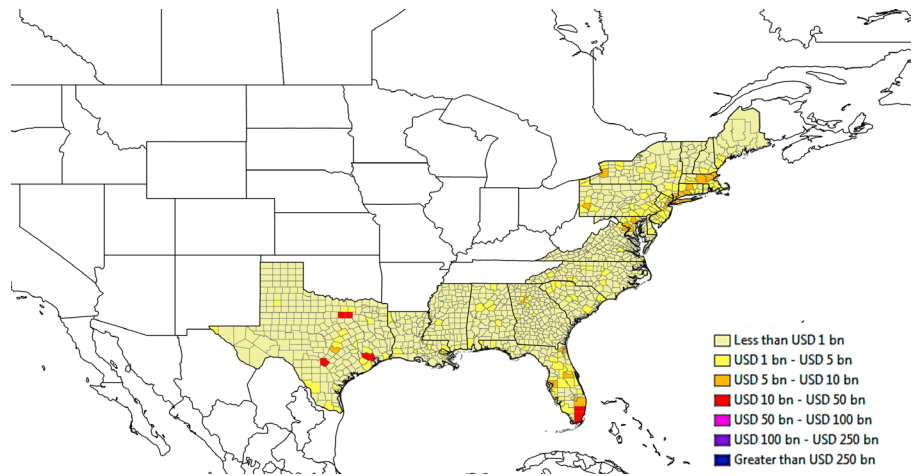 Less than USD 1 bn
USD 1 bn - USD 5 bn
USD 5 bn - USD 10 bn
USD 10 bn - USD 50 bn
USD 50 bn - USD 100 bn
USD 100 bn - USD 250 bn
Greater than USD 250 bn